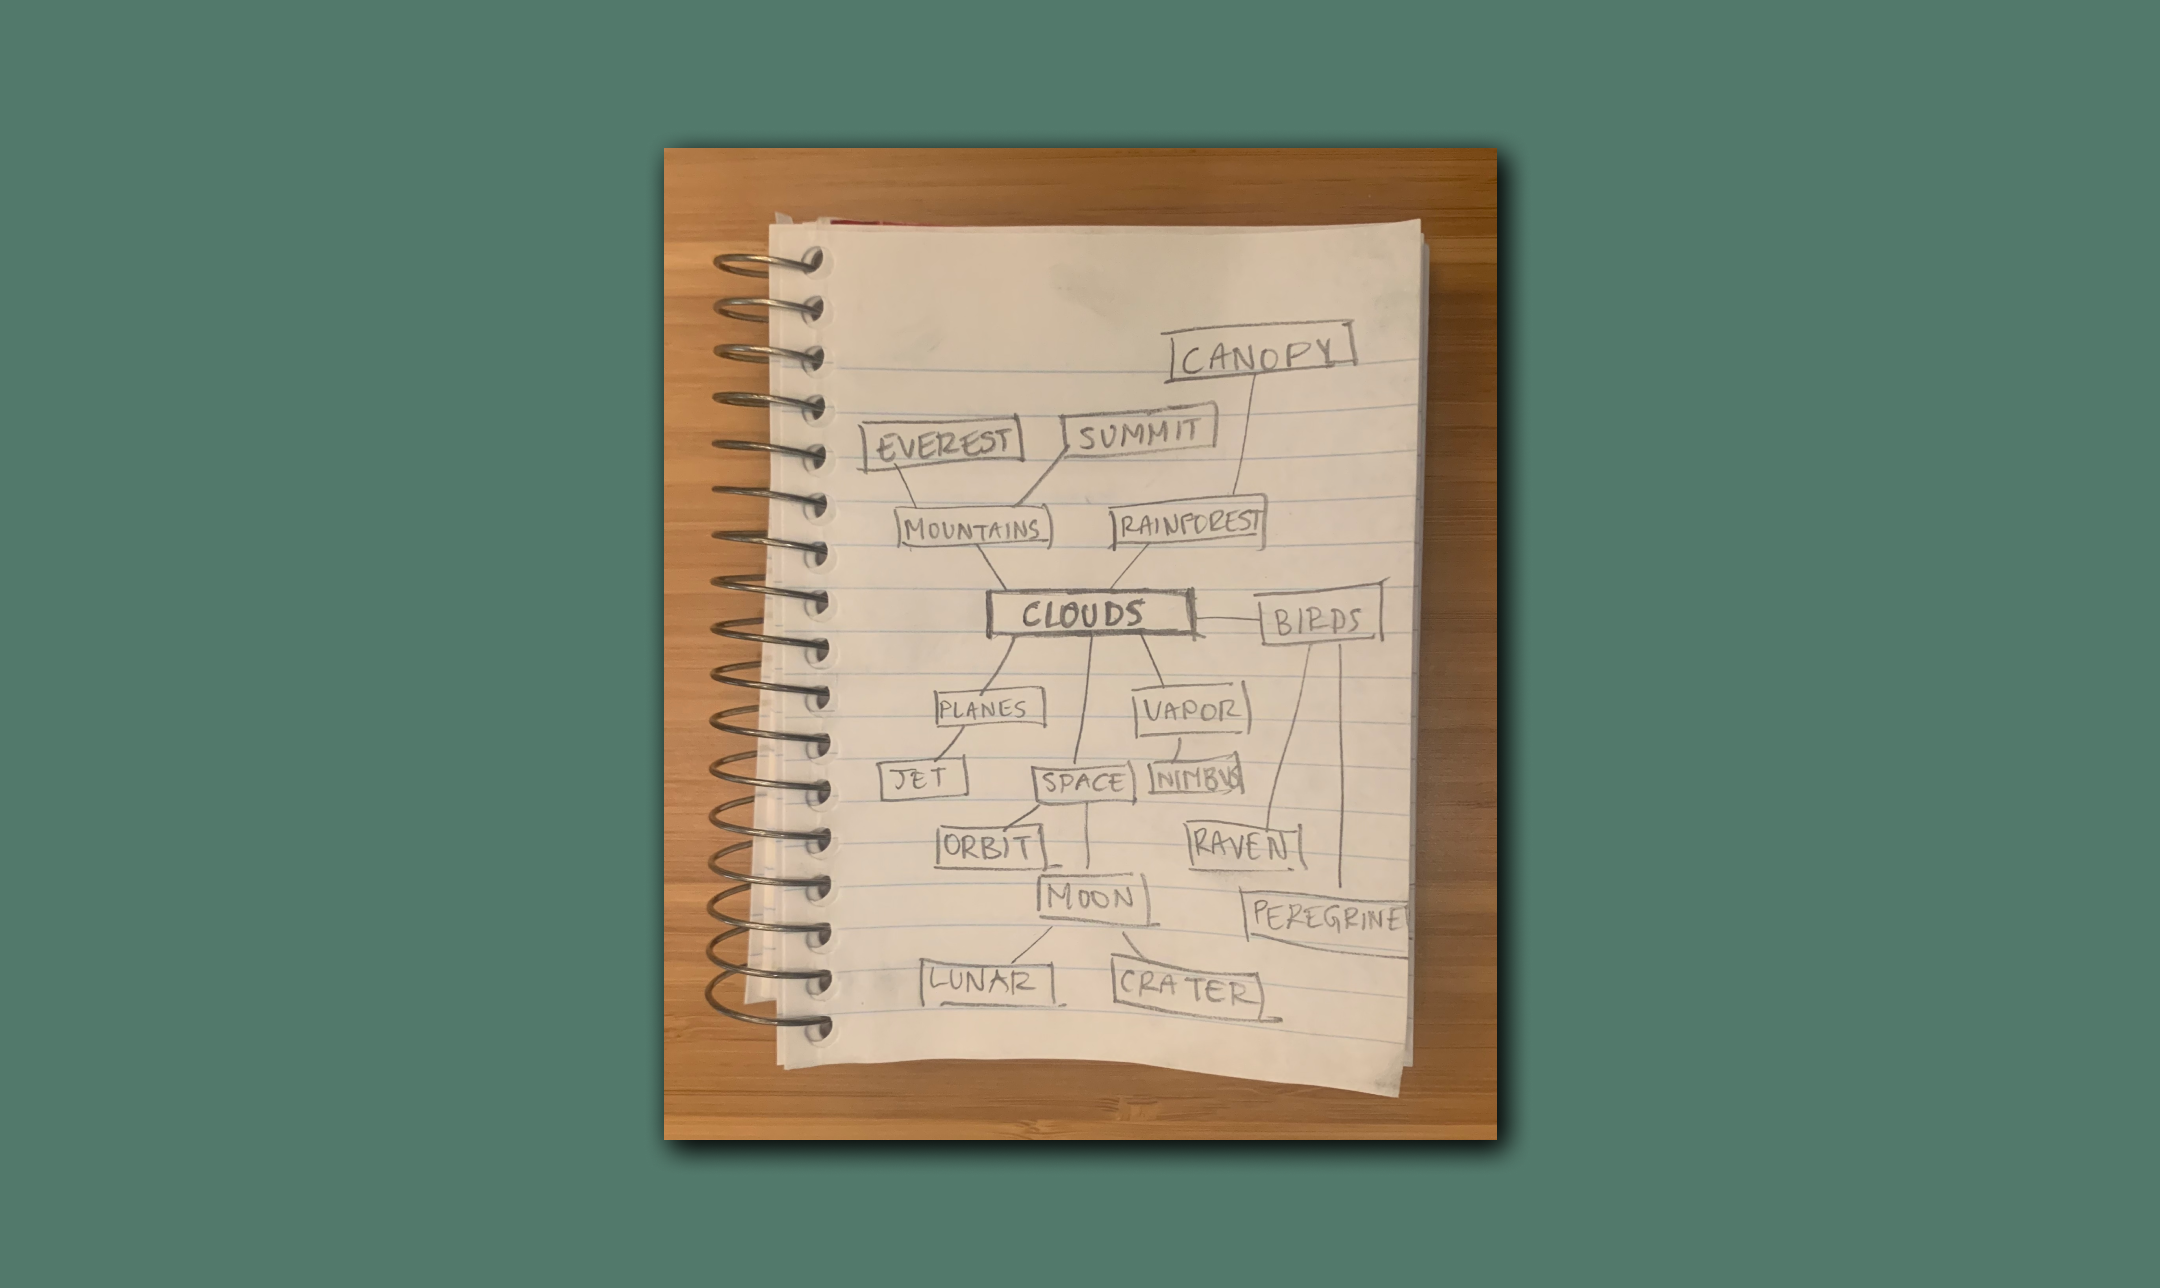 CANOPY
EVEREST
SUMMIT
MOUNTAINS
RAINFOREST
CLOUDS
BIRDS
PLANES
VAPOR
JET
SPACE
NIMBUS
ORBIT
RAVEN
MOON
PEREGRINE
LUNAR
CRATER